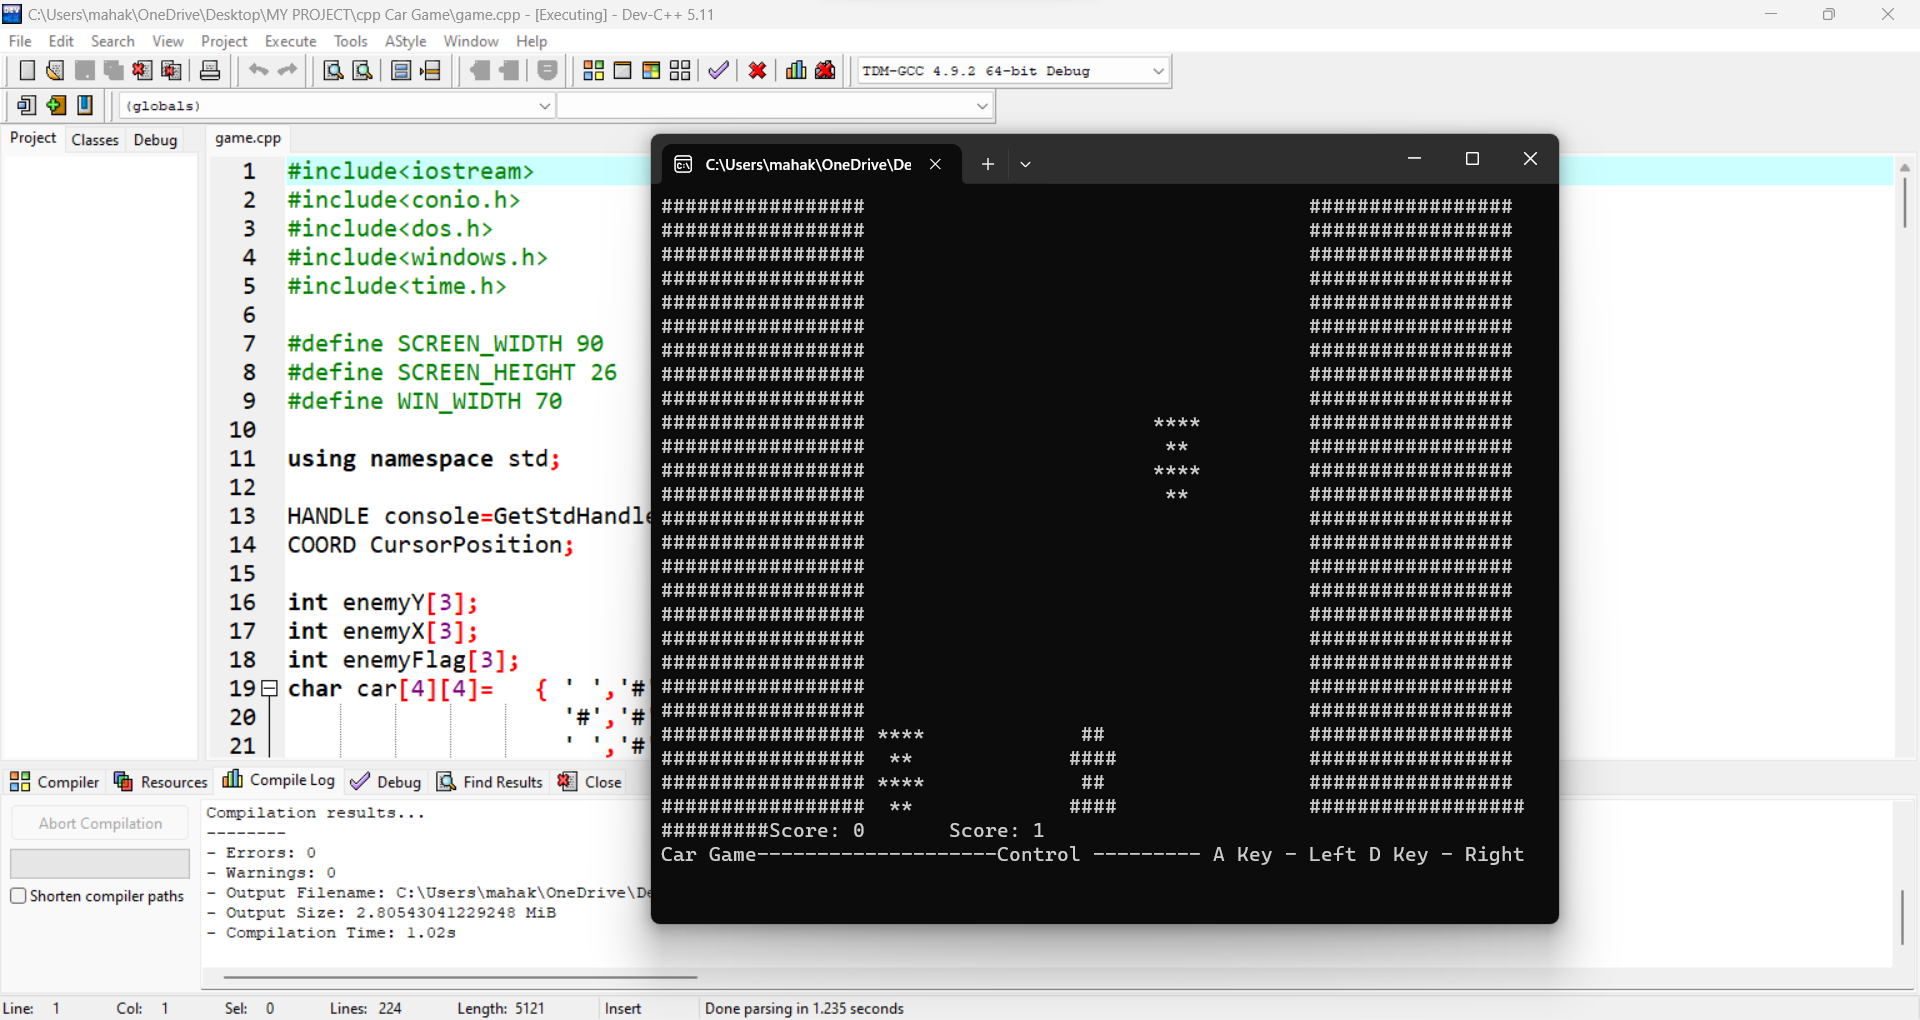 C:\Users\mahak\OneDrive\Desktop\MY PROJECT\cpp Car Game\game.cpp - [Executing] - Dev-C++ 5.11
File Edit Search View Project Execute Tools AStyle Window Help
TDM-GCC 4.9.2 64-bit Debug
(globals)
Project Classes Debug
game.cpp
1 #include<iostream>
2 #include<conio.h>
3 #include<dos.h>
4 #include<windows.h>
5 #include<time.h>
6
7 #define SCREEN_WIDTH 90
8 #define SCREEN_HEIGHT 26
9 #define WIN_WIDTH 70
10
11 using namespace std;
12
13 HANDLE console=GetStdHandle
14 COORD CursorPosition;
15
16 int enemyY[3];
17 int enemyX[3];
18 int enemyFlag[3];
19 char car[4][4]= { ' ','#'
20 '#','#'
21 ' ','#'
C:\Users\mahak\OneDrive\De
################# #################
################# #################
################# #################
################# #################
################# #################
################# #################
################# #################
################# #################
################# #################
################# **** #################
################# ** #################
################# **** #################
################# ** #################
################# #################
################# #################
################# #################
################# #################
################# #################
################# #################
################# #################
################# #################
################# #################
################# **** ## #################
################# ** #### #################
################# **** ## #################
################# ** #### ##################
#########Score: 0 Score: 1
Car Game--------------------Control --------- A Key - Left D Key - Right
Compiler Resources Compile Log Debug Find Results Close
Abort Compilation
Shorten compiler paths
Compilation results...
--------
- Errors: 0
- Warnings: 0
- Output Filename: C:\Users\mahak\OneDrive\De
- Output Size: 2.80543041229248 MiB
- Compilation Time: 1.02s
Line: 1 Col: 1 Sel: 0 Lines: 224 Length: 5121 Insert Done parsing in 1.235 seconds